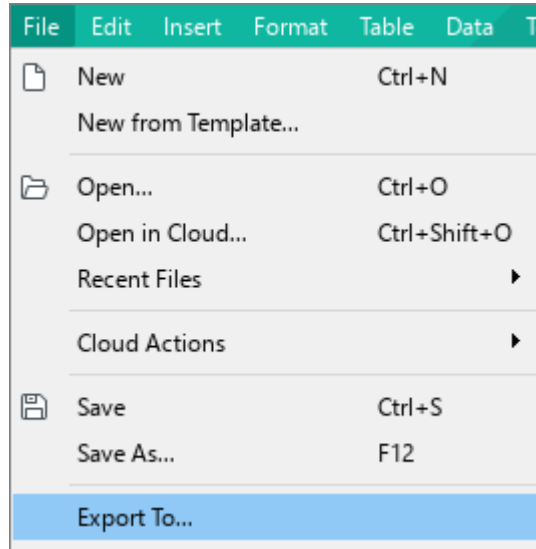 File Edit Insert Format Table Data
New Ctrl+N
New from Template...
Open... Ctrl+O
Open in Cloud... Ctrl+Shift+O
Recent Files
Cloud Actions
Save Ctrl+S
Save As... F12
Export To...